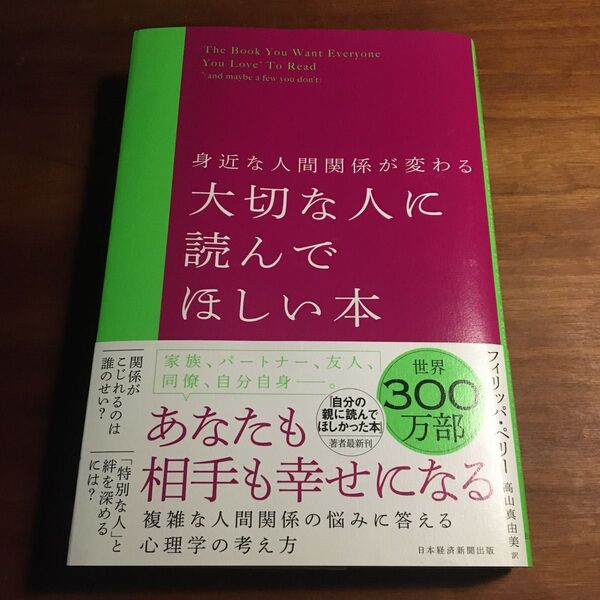 The Book You Want Everyone
You Love* To Read
*(and maybe a few you don't)
身近な人間関係が変わる
大切な人に
読んで
ほしい本
フィリッパ・ペリー
高山真由美 訳
関係が
こじれるのは
誰のせい?
「特別な人」と
絆を深める
には?
家族、パートナー、友人、
同僚、自分自身——。
『自分の
親に読んで
ほしかった本』
著者最新刊
世界
300
万部
あなたも
相手も幸せになる
複雑な人間関係の悩みに答える
心理学の考え方
日本経済新聞出版